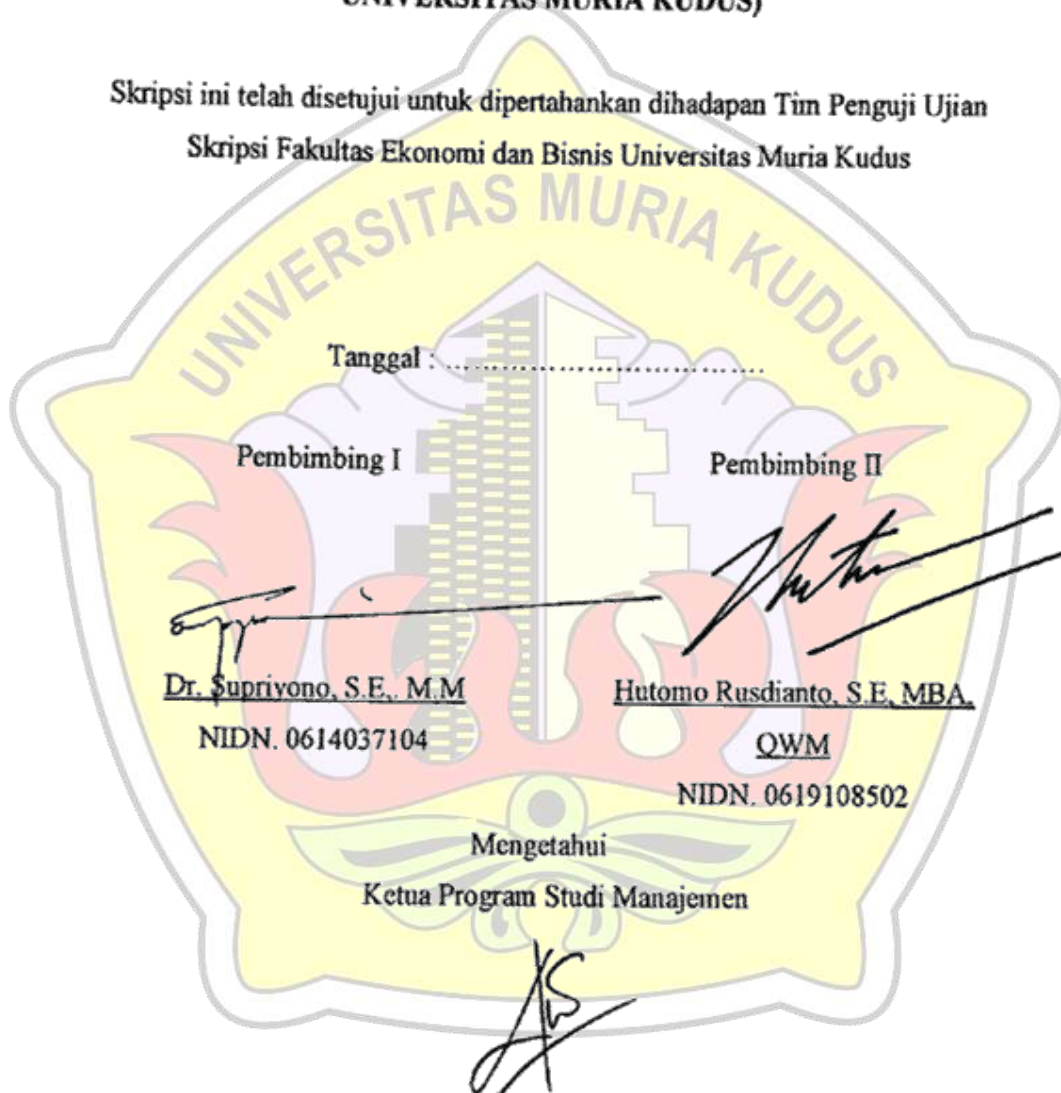 UNIVERSITAS MURIA KUDUS)
Skripsi ini telah disetujui untuk dipertahankan dihadapan Tim Penguji Ujian
Skripsi Fakultas Ekonomi dan Bisnis Universitas Muria Kudus
UNIVERSITAS MURIA KUDUS
Tanggal : ............................................
Pembimbing I
Pembimbing II
Dr. Supriyono, S.E,. M.M
NIDN. 0614037104
Hutomo Rusdianto, S.E, MBA,
QWM
NIDN. 0619108502
Mengetahui
Ketua Program Studi Manajemen